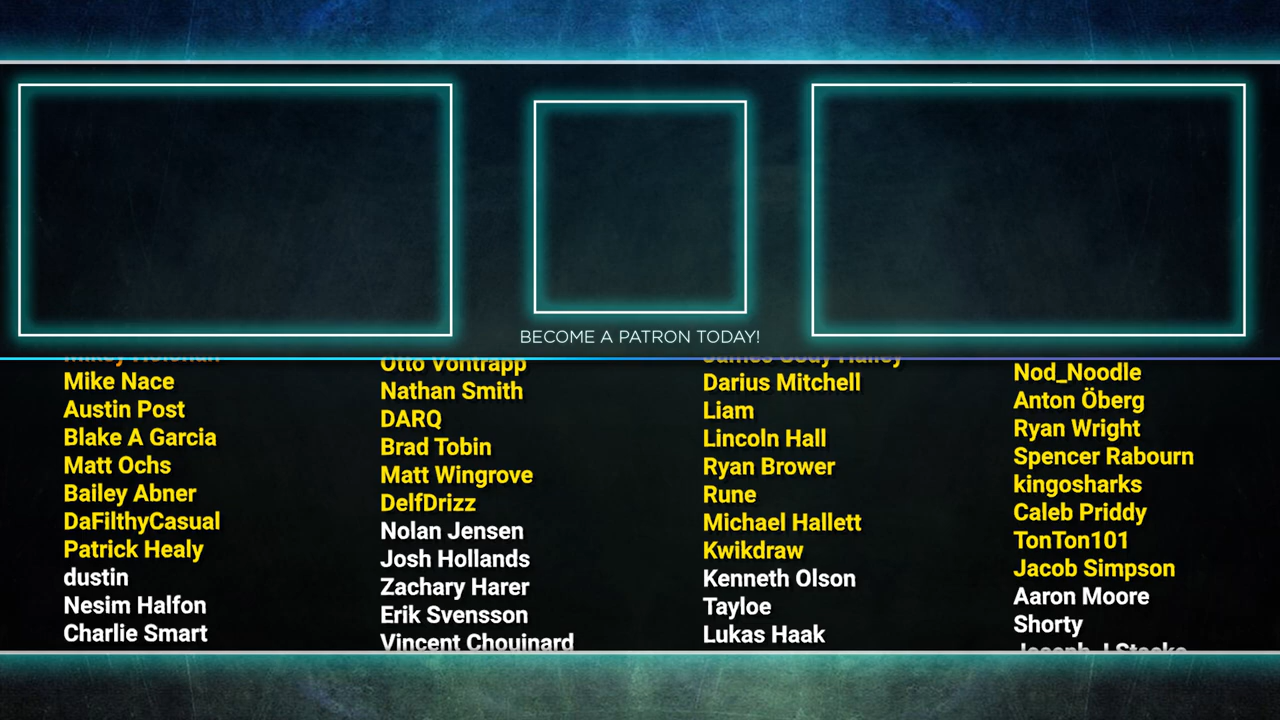 BECOME A PATRON TODAY!
Mike Nace
Austin Post
Blake A Garcia
Matt Ochs
Bailey Abner
DaFilthyCasual
Patrick Healy
dustin
Nesim Halfon
Charlie Smart
Otto Vontrapp
Nathan Smith
DARQ
Brad Tobin
Matt Wingrove
DelfDrizz
Nolan Jensen
Josh Hollands
Zachary Harer
Erik Svensson
Vincent Chouinard
Darius Mitchell
Liam
Lincoln Hall
Ryan Brower
Rune
Michael Hallett
Kwikdraw
Kenneth Olson
Tayloe
Lukas Haak
Nod_Noodle
Anton Öberg
Ryan Wright
Spencer Rabourn
kingosharks
Caleb Priddy
TonTon101
Jacob Simpson
Aaron Moore
Shorty